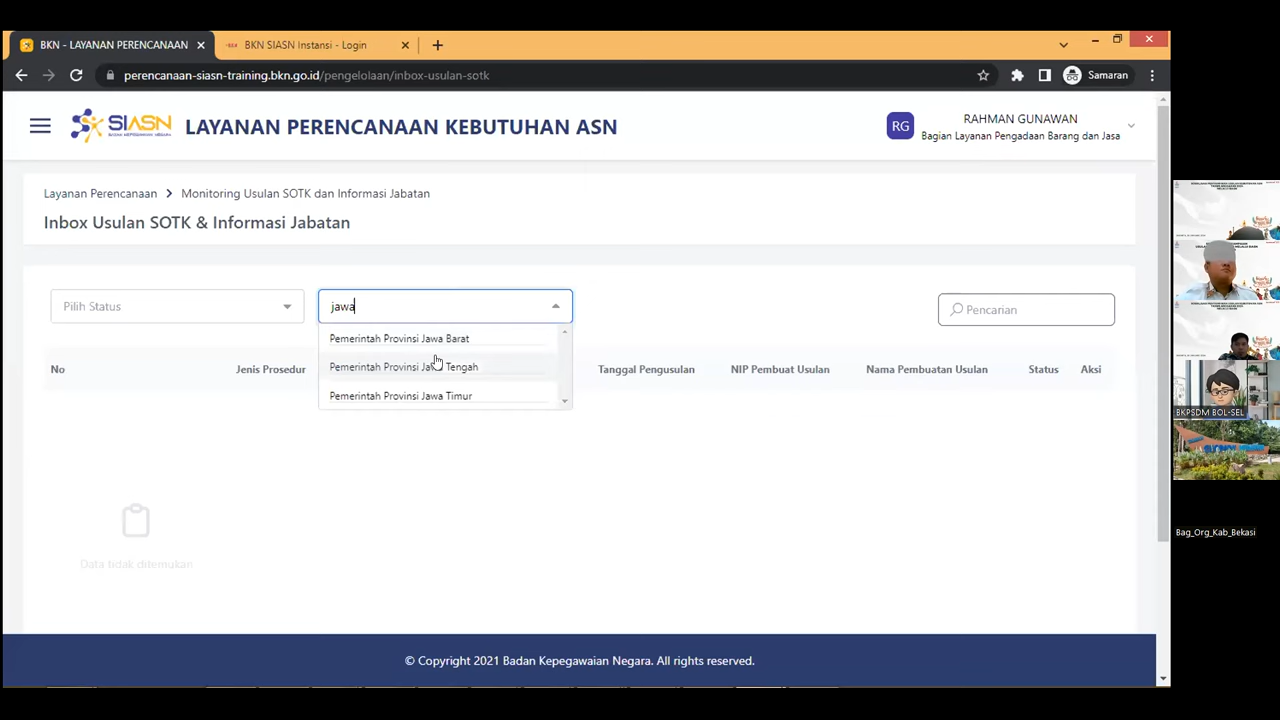 BKN - LAYANAN PERENCANAAN
BKN SIASN Instansi - Login
perencanaan-siasn-training.bkn.go.id/pengelolaan/inbox-usulan-sotk
Samaran
SIASN
BADAN KEPEGAWAIAN NEGARA
LAYANAN PERENCANAAN KEBUTUHAN ASN
RG
RAHMAN GUNAWAN
Bagian Layanan Pengadaan Barang dan Jasa
Layanan Perencanaan > Monitoring Usulan SOTK dan Informasi Jabatan
Inbox Usulan SOTK & Informasi Jabatan
Pilih Status
jawa
Pencarian
Pemerintah Provinsi Jawa Barat
Pemerintah Provinsi Jawa Tengah
Pemerintah Provinsi Jawa Timur
No
Jenis Prosedur
Tanggal Pengusulan
NIP Pembuat Usulan
Nama Pembuatan Usulan
Status
Aksi
Data tidak ditemukan
© Copyright 2021 Badan Kepegawaian Negara. All rights reserved.
BKPSDM BOL-SEL
Bag_Org_Kab_Bekasi